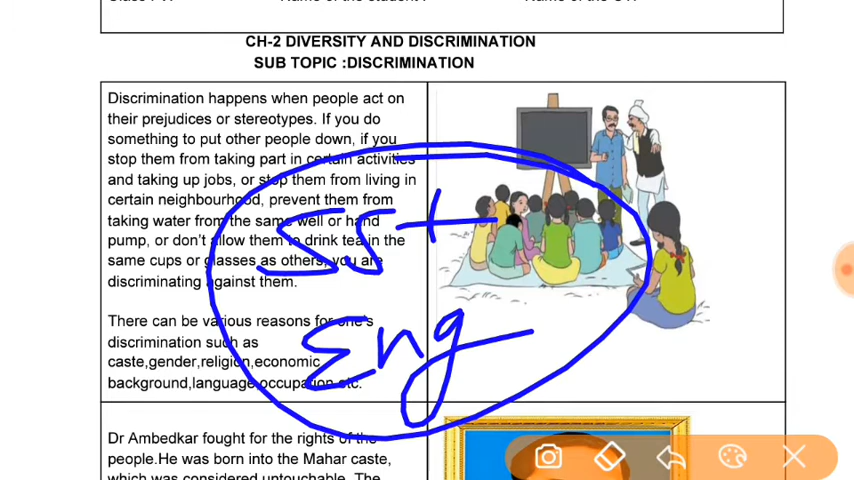 CH-2 DIVERSITY AND DISCRIMINATION
SUB TOPIC :DISCRIMINATION
Discrimination happens when people act on
their prejudices or stereotypes. If you do
something to put other people down, if you
stop them from taking part in certain activities
and taking up jobs, or stop them from living in
certain neighbourhood, prevent them from
taking water from the same well or hand
pump, or don't allow them to drink tea in the
same cups or glasses as others, you are
discriminating against them.
There can be various reasons for one's
discrimination such as
caste,gender,religion,economic
background,language,occupation etc.
SST
Eng
Dr Ambedkar fought for the rights of the
people.He was born into the Mahar caste,
which was considered untouchable. The